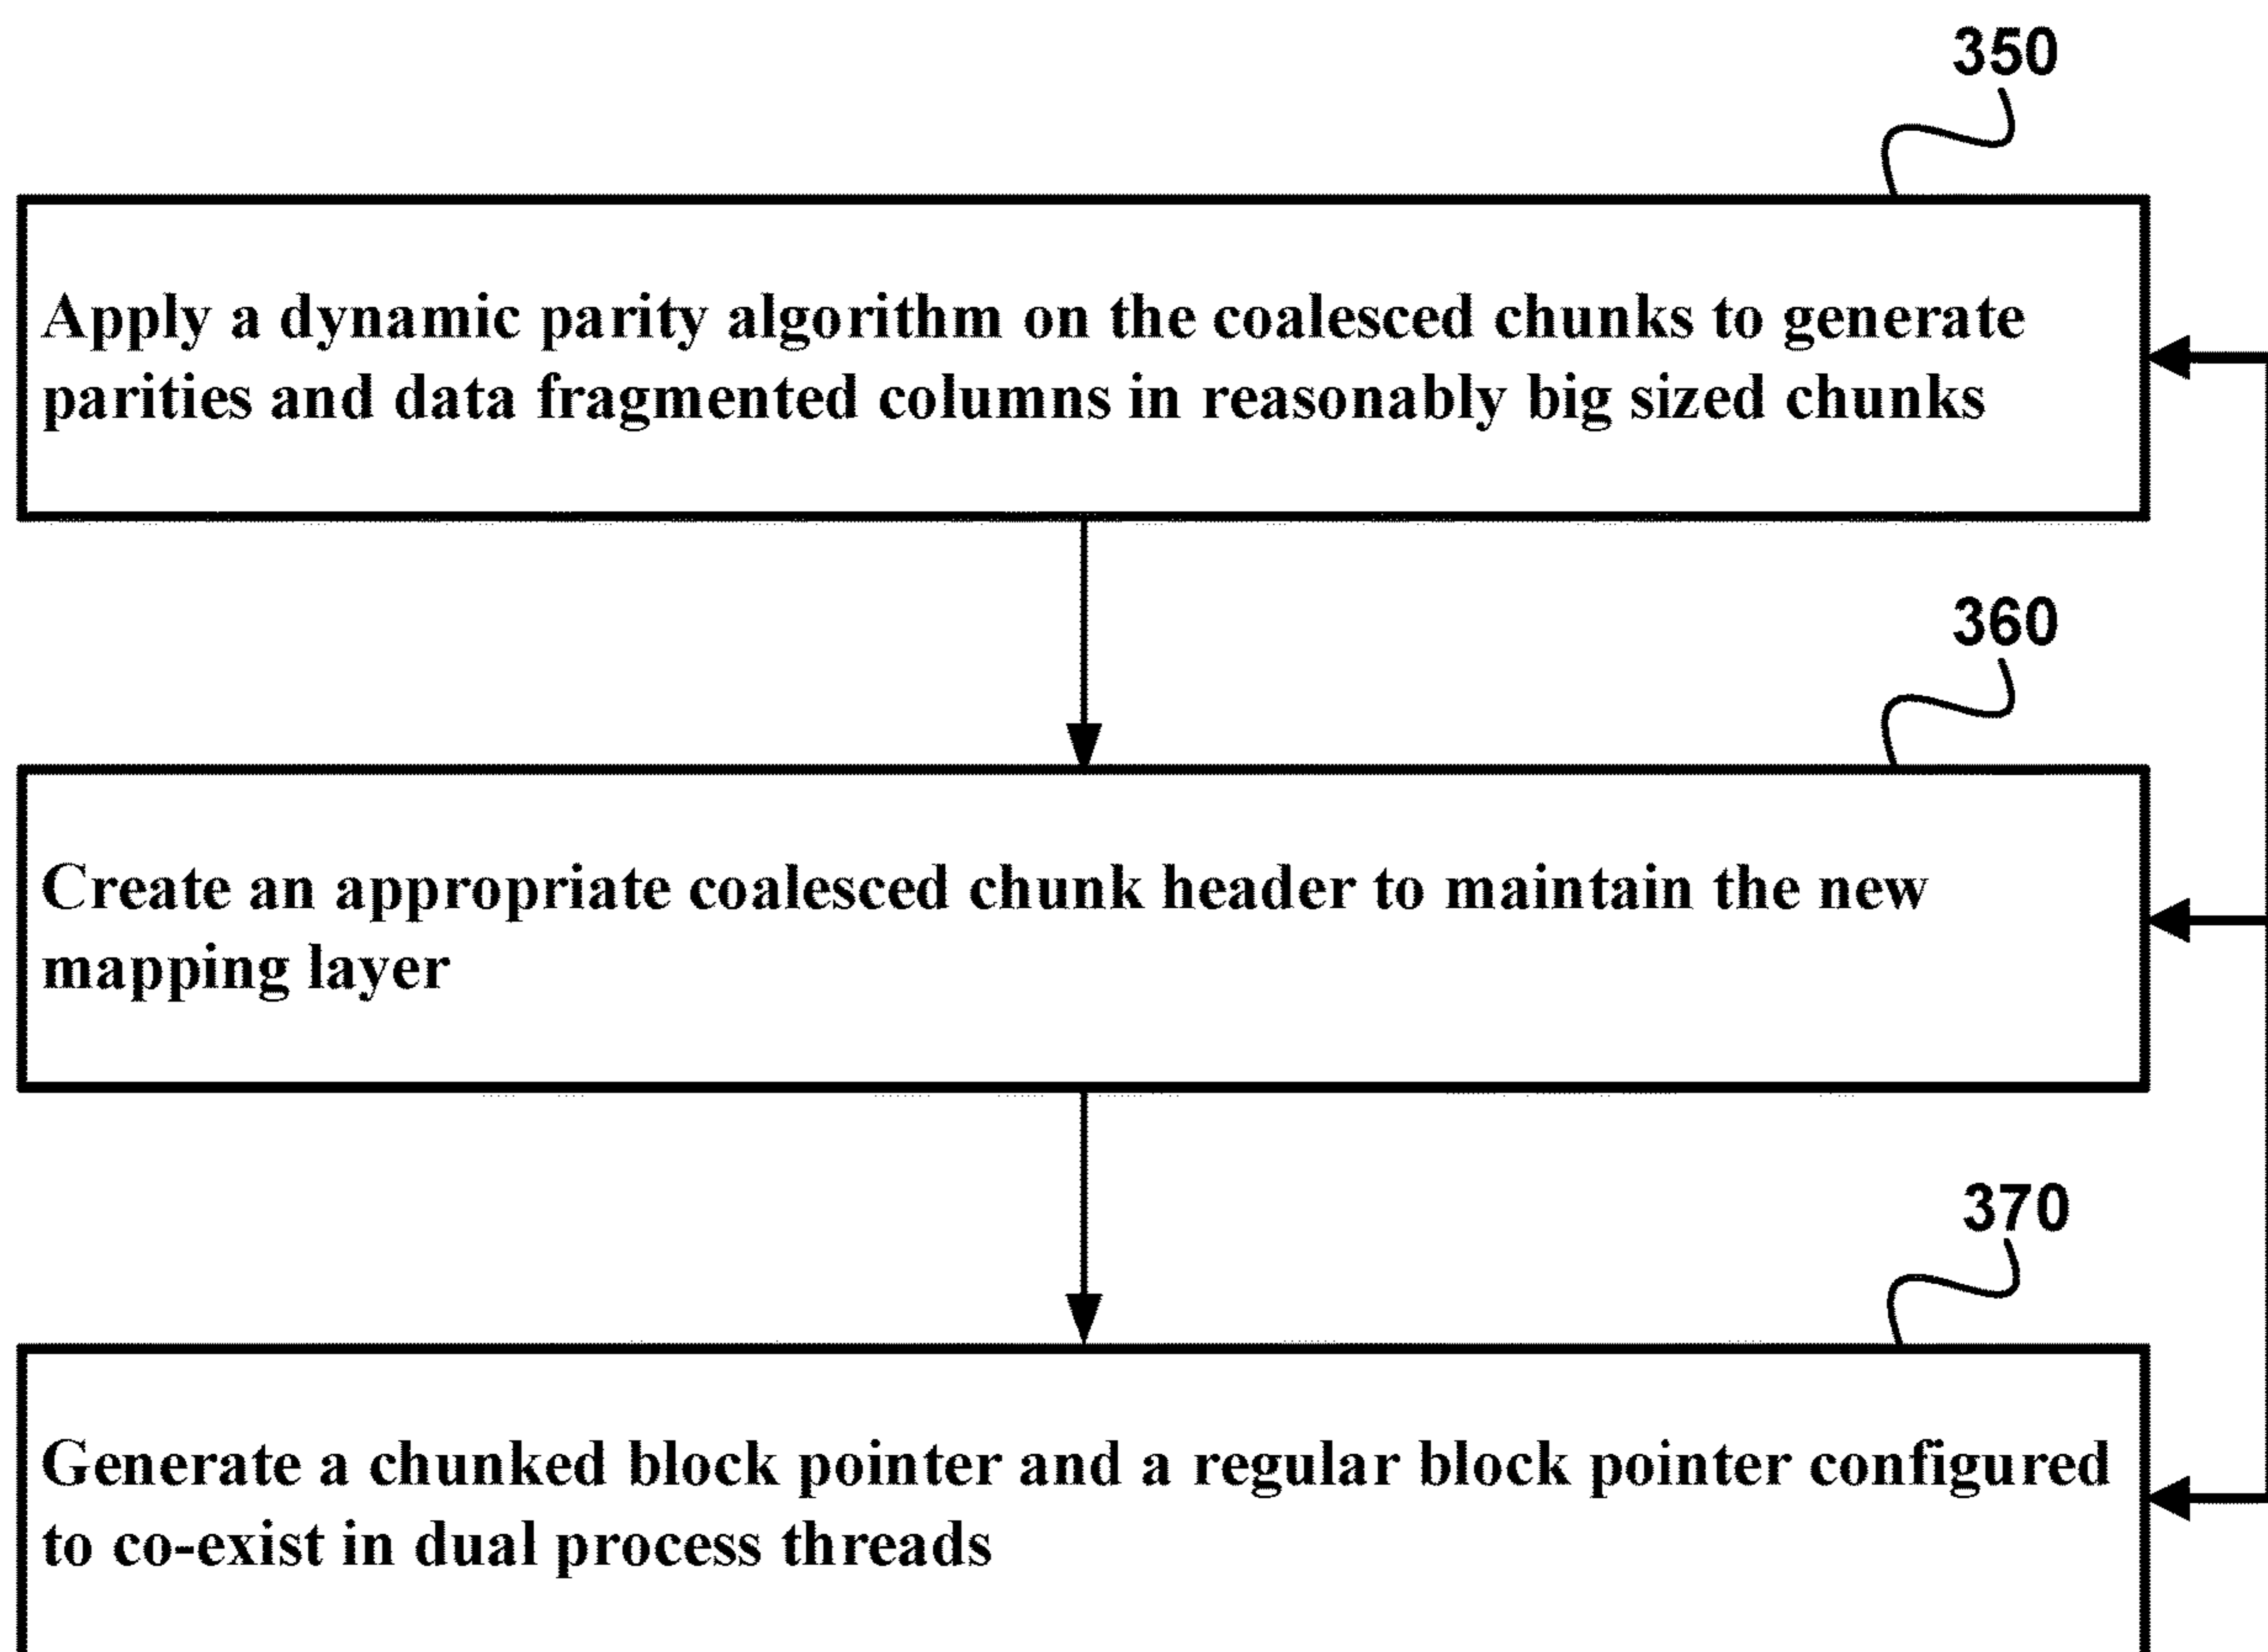 350
Apply a dynamic parity algorithm on the coalesced chunks to generate
parities and data fragmented columns in reasonably big sized chunks
360
Create an appropriate coalesced chunk header to maintain the new
mapping layer
370
Generate a chunked block pointer and a regular block pointer configured
to co-exist in dual process threads